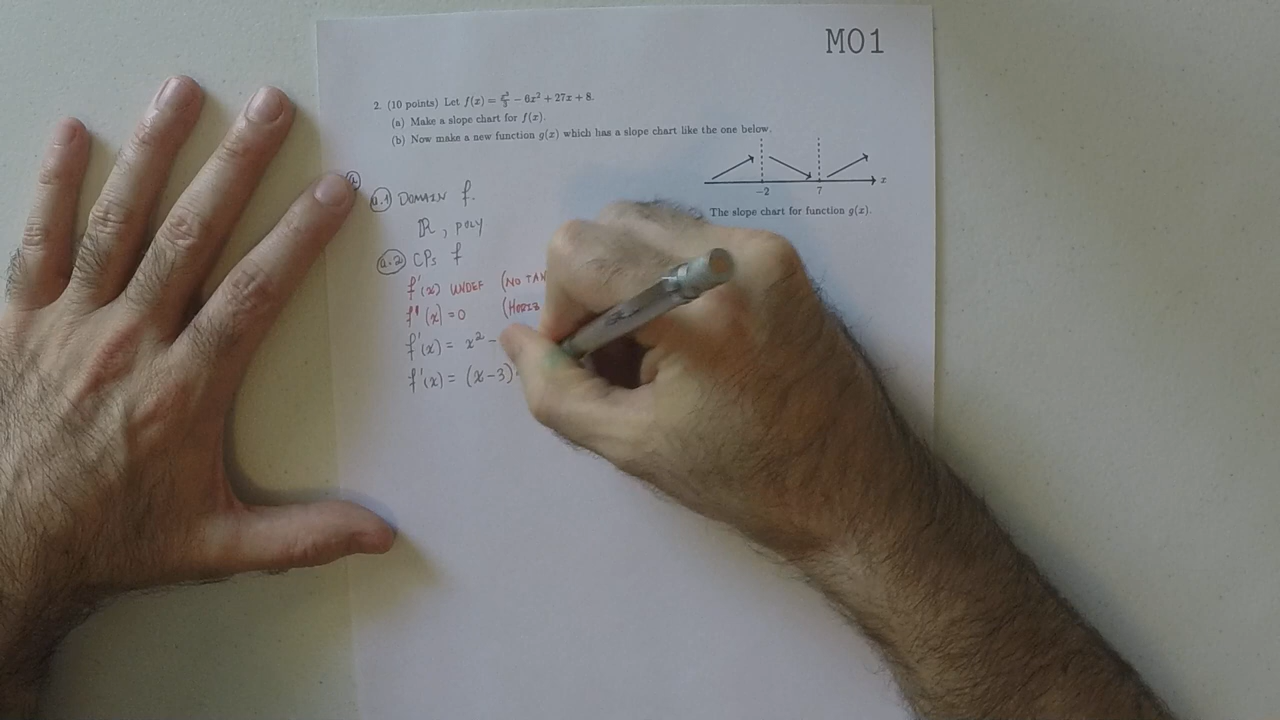 M01
2. (10 points) Let f(x) = x³/3 − 6x² + 27x + 8.
(a) Make a slope chart for f(x).
(b) Now make a new function g(x) which has a slope chart like the one below.
x
−2 7
The slope chart for function g(x).
a.1 DOMAIN f.
ℝ, POLY
a.2 CPs f
f'(x) UNDEF (NO TAN
f'(x) = 0 (HORIZ
f'(x) = x² −
f'(x) = (x−3)